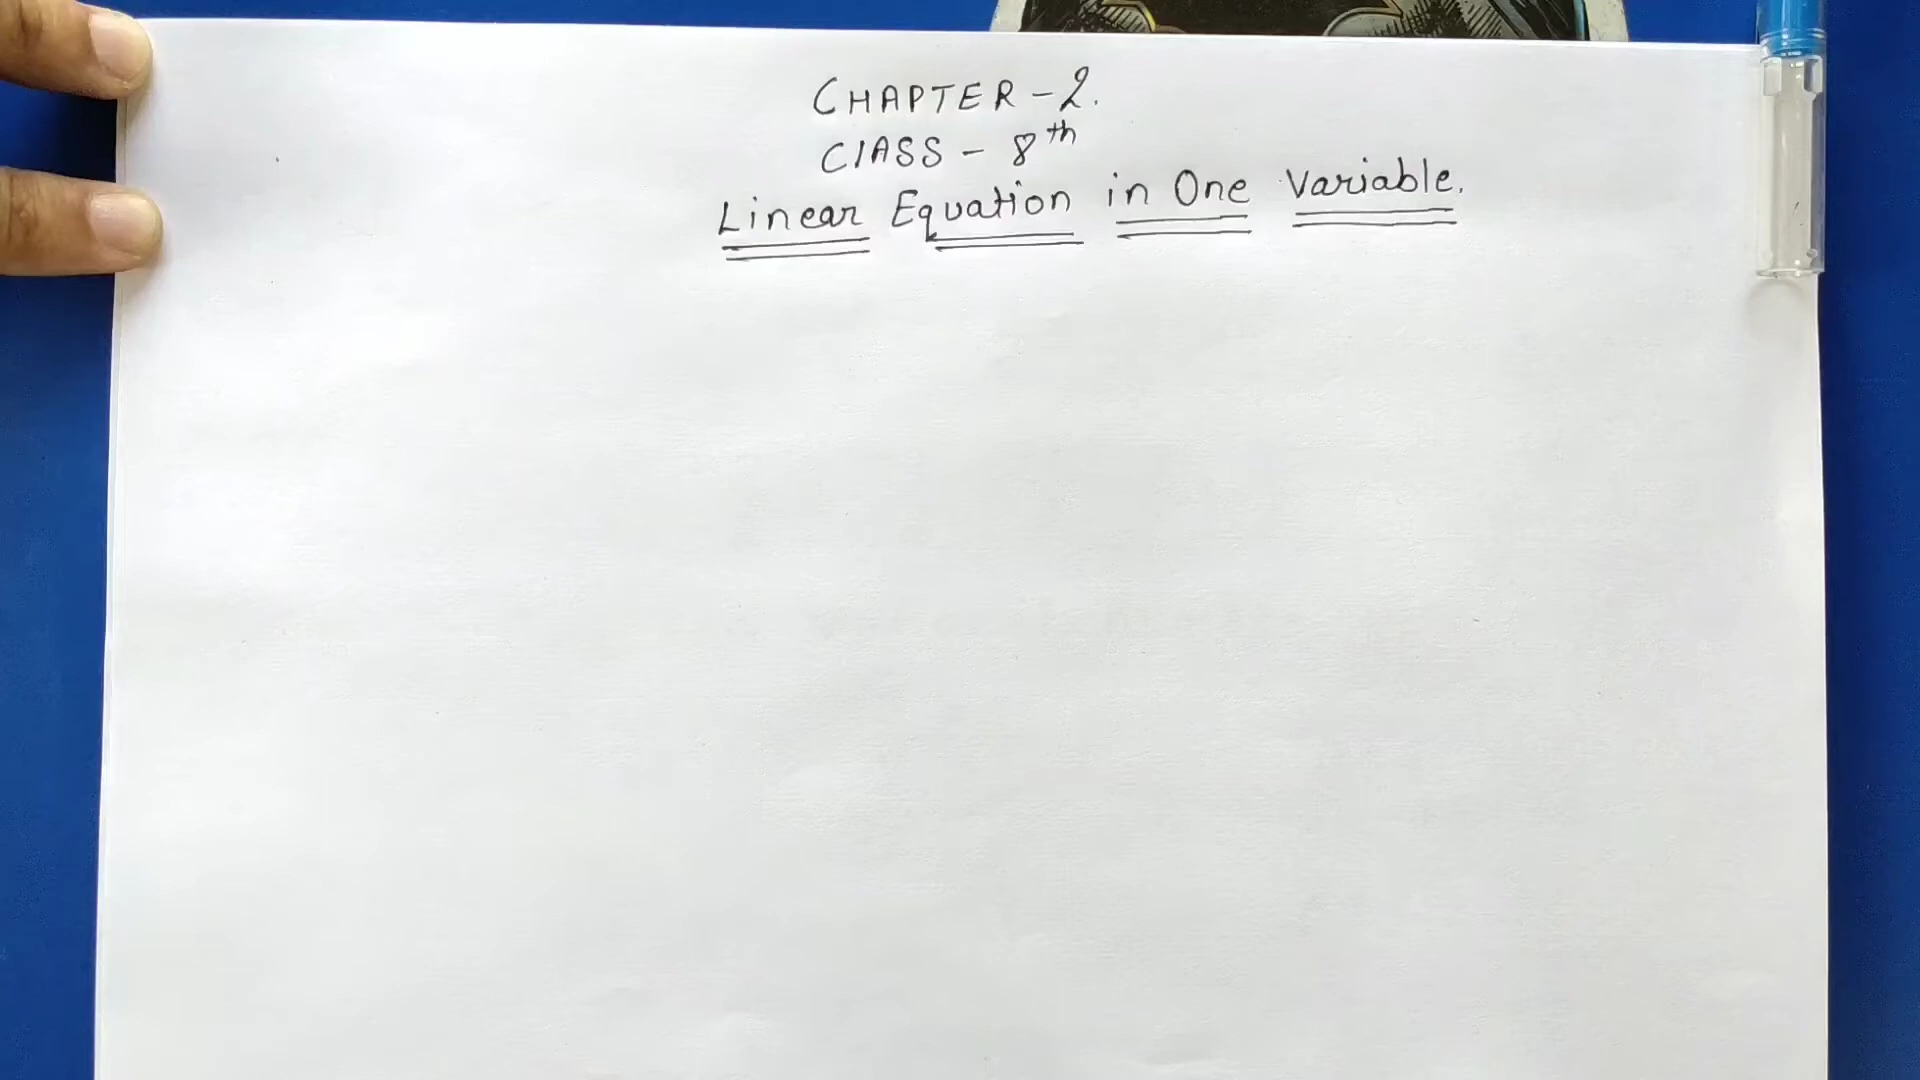 CHAPTER - 2.
ClASS - 8th
Linear Equation in One Variable.